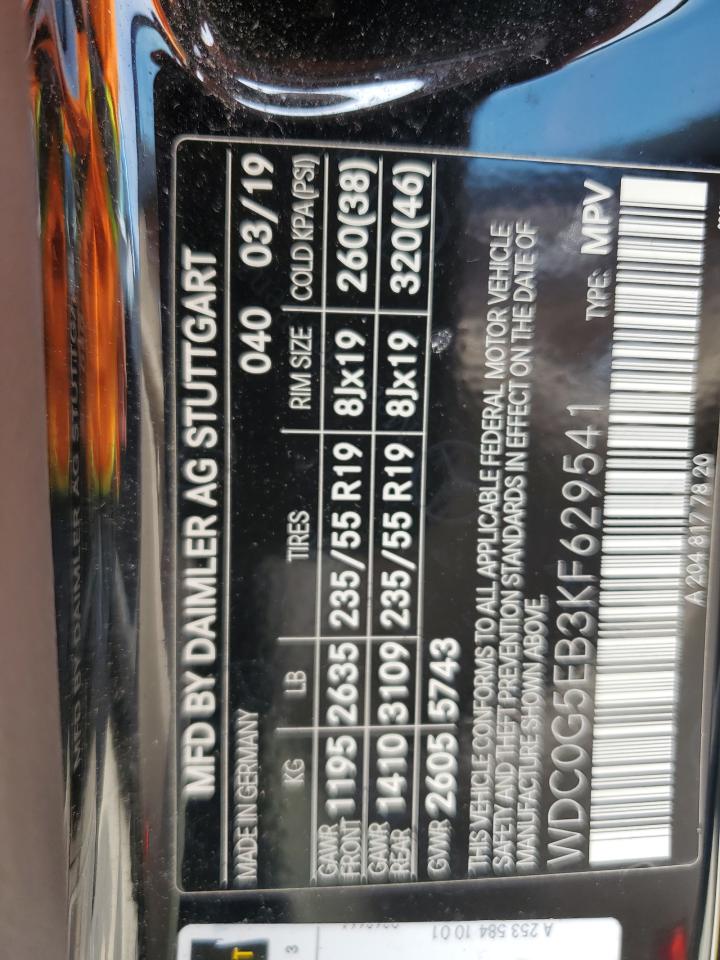 MFD BY DAIMLER AG STUTTGART
MADE IN GERMANY 040 03/19
KG LB TIRES RIM SIZE COLD KPA(PSI)
GAWR FRONT 1195 2635 235/55 R19 8Jx19 260(38)
GAWR REAR 1410 3109 235/55 R19 8Jx19 320(46)
GVWR 2605 5743
THIS VEHICLE CONFORMS TO ALL APPLICABLE FEDERAL MOTOR VEHICLE
SAFETY AND THEFT PREVENTION STANDARDS IN EFFECT ON THE DATE OF
MANUFACTURE SHOWN ABOVE.
TYPE: MPV
WDC0G5EB3KF629541
A 204 817 78 20
A 253 584 10 01
3
T